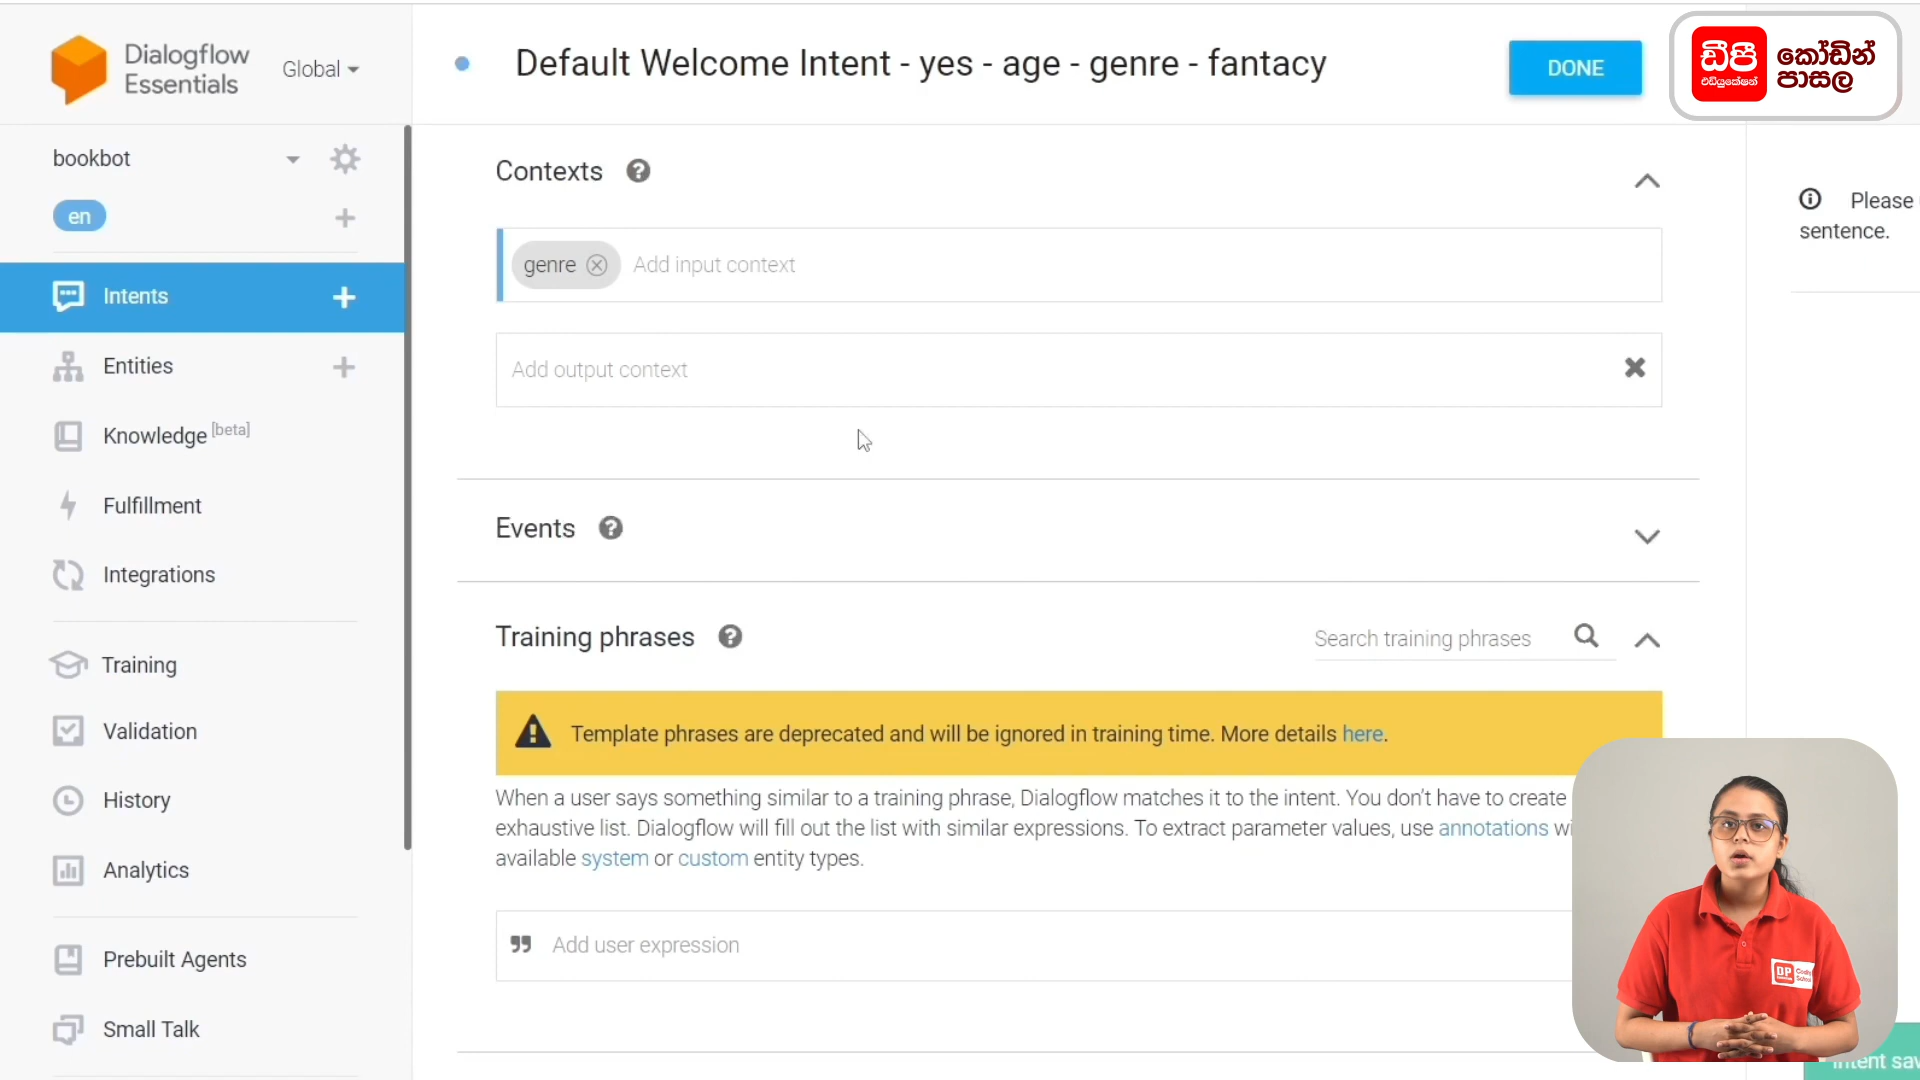 Dialogflow
Essentials
Global
Default Welcome Intent - yes - age - genre - fantacy
DONE
ඩීපී
එඩියුකේෂන්
කෝඩින්
පාසල
bookbot
en
Intents
Entities
Knowledge [beta]
Fulfillment
Integrations
Training
Validation
History
Analytics
Prebuilt Agents
Small Talk
Contexts
genre
Add input context
Add output context
Events
Training phrases
Search training phrases
Template phrases are deprecated and will be ignored in training time. More details here.
When a user says something similar to a training phrase, Dialogflow matches it to the intent. You don't have to create
exhaustive list. Dialogflow will fill out the list with similar expressions. To extract parameter values, use annotations wi
available system or custom entity types.
Add user expression
Please
sentence.
DP
Intent sav